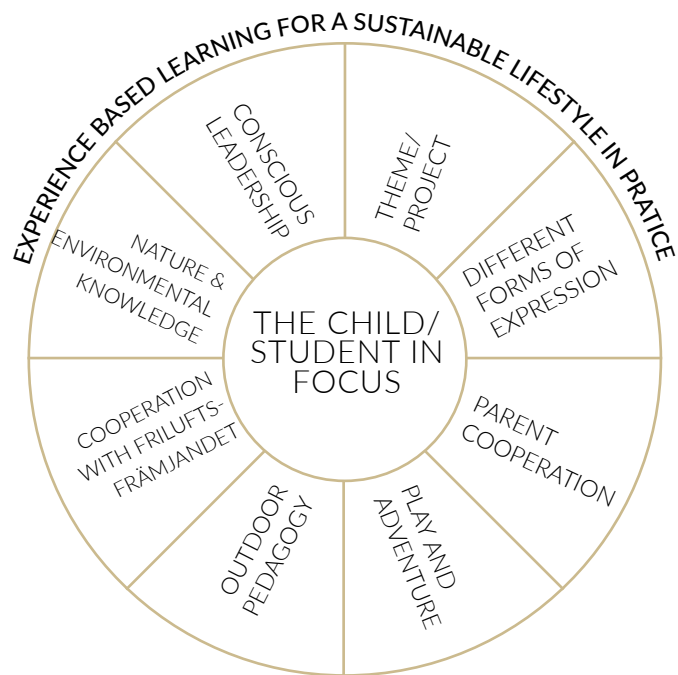 EXPERIENCE BASED LEARNING FOR A SUSTAINABLE LIFESTYLE IN PRATICE
CONSCIOUS
LEADERSHIP
THEME/
PROJECT
DIFFERENT
FORMS OF
EXPRESSION
PARENT
COOPERATION
PLAY AND
ADVENTURE
OUTDOOR
PEDAGOGY
COOPERATION
WITH FRILUFTS-
FRÄMJANDET
NATURE &
ENVIRONMENTAL
KNOWLEDGE
THE CHILD/
STUDENT IN
FOCUS